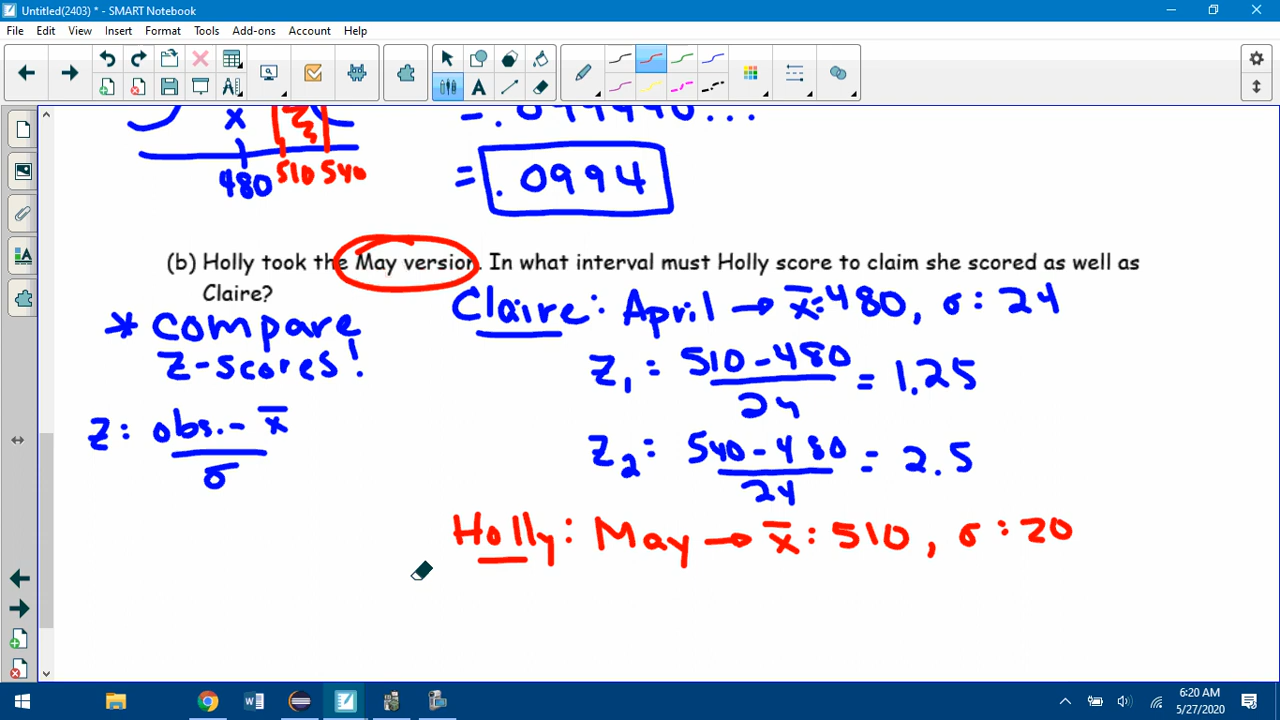 Untitled(2403) * - SMART Notebook
File Edit View Insert Format Tools Add-ons Account Help
x
480 510 540
= .0994
(b) Holly took the May version. In what interval must Holly score to claim she scored as well as
Claire?
* compare
z-scores!
z: obs. - x̄
σ
Claire: April → x̄: 480, σ: 24
z₁ = 510-480 = 1.25
24
z₂ = 540-480 = 2.5
24
Holly: May → x̄: 510, σ: 20
6:20 AM
5/27/2020